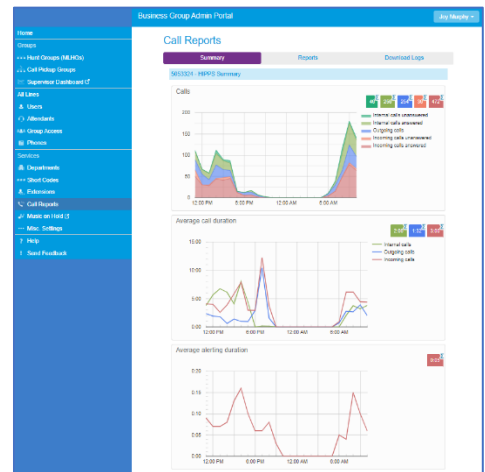 Business Group Admin Portal
Joy Murphy
Home
Groups
Hunt Groups (MLHGs)
Call Pickup Groups
Supervisor Dashboard
All Lines
Users
Attendants
Group Access
Phones
Services
Departments
Short Codes
Extensions
Call Reports
Music on Hold
Misc. Settings
? Help
! Send Feedback
Call Reports
Summary
Reports
Download Logs
Summary
Calls
Internal calls unanswered
Internal calls answered
Outgoing calls
Incoming calls unanswered
Incoming calls answered
200
150
100
50
0
12:00 PM 6:00 PM 12:00 AM 6:00 AM
Average call duration
Internal calls
Outgoing calls
Incoming calls
15:00
10:00
5:00
0:00
12:00 PM 6:00 PM 12:00 AM 6:00 AM
Average alerting duration
0:20
0:15
0:10
0:05
0:00
12:00 PM 6:00 PM 12:00 AM 6:00 AM